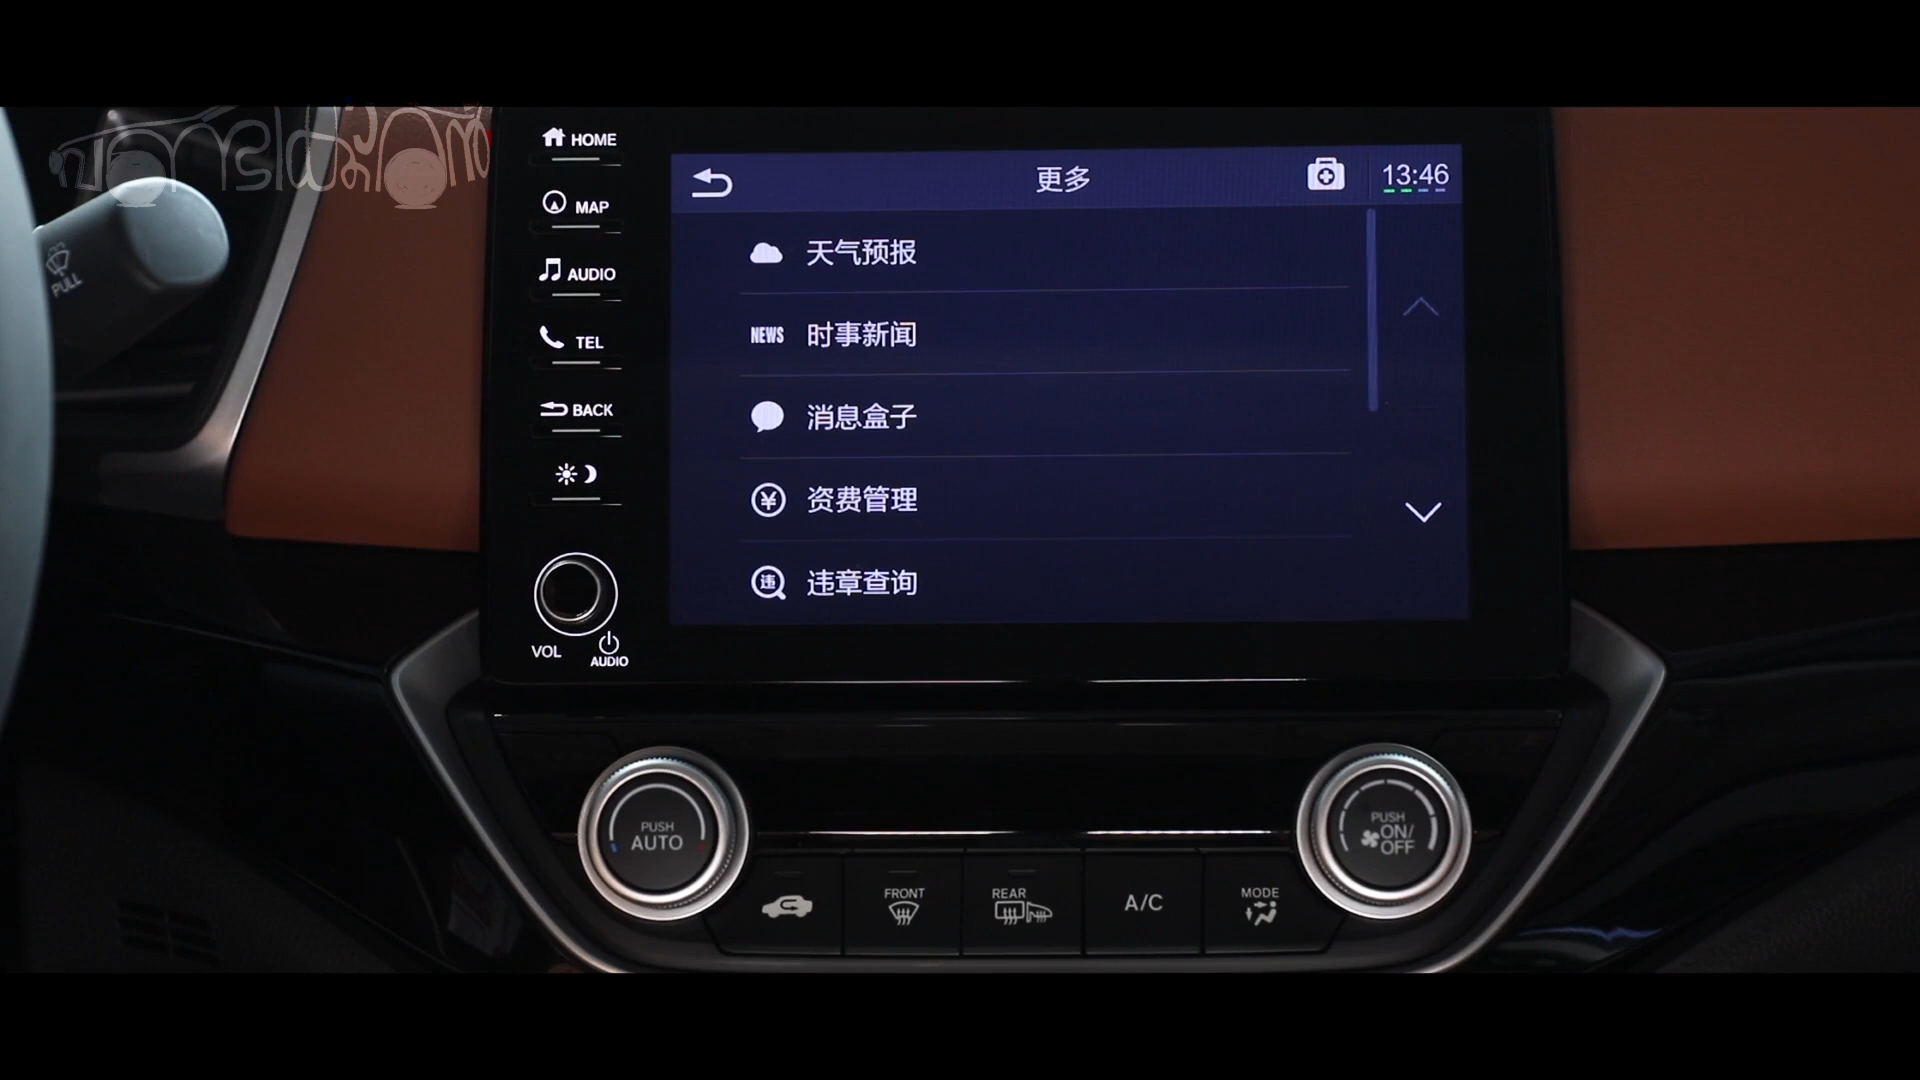 HOME
MAP
AUDIO
TEL
BACK
VOL
AUDIO
PULL
更多
13:46
天气预报
NEWS 时事新闻
消息盒子
¥ 资费管理
违 违章查询
PUSH
AUTO
FRONT
REAR
A/C
MODE
PUSH
ON/
OFF